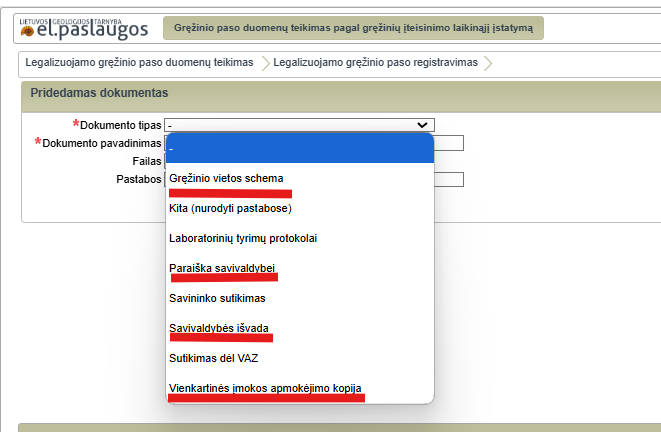 LIETUVOS GEOLOGIJOS TARNYBA
el.paslaugos
Gręžinio paso duomenų teikimas pagal gręžinių įteisinimo laikinąjį įstatymą
Legalizuojamo gręžinio paso duomenų teikimas
Legalizuojamo gręžinio paso registravimas
Pridedamas dokumentas
*Dokumento tipas -
*Dokumento pavadinimas
Failas
Pastabos
-
Gręžinio vietos schema
Kita (nurodyti pastabose)
Laboratorinių tyrimų protokolai
Paraiška savivaldybei
Savininko sutikimas
Savivaldybės išvada
Sutikimas dėl VAZ
Vienkartinės įmokos apmokėjimo kopija